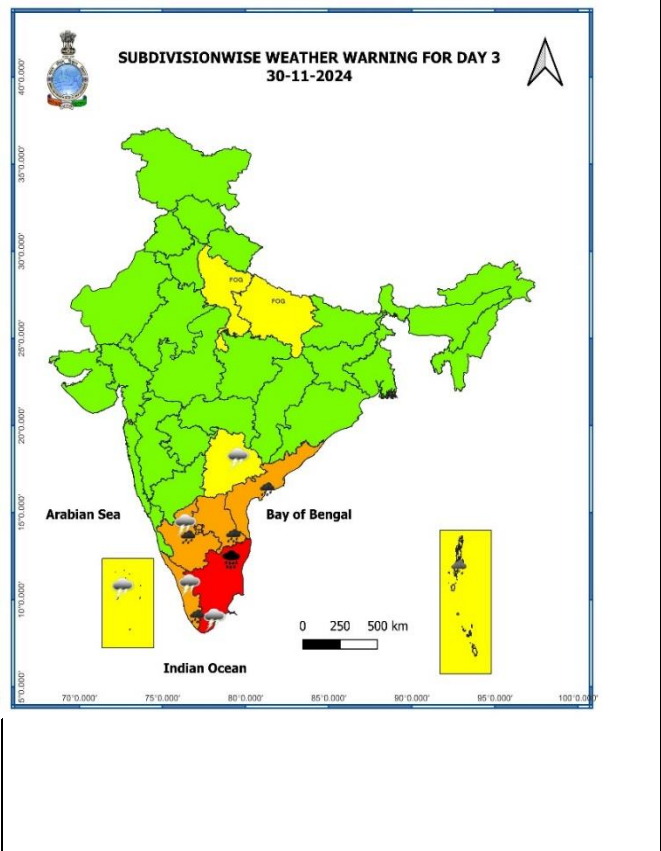 SUBDIVISIONWISE WEATHER WARNING FOR DAY 3
30-11-2024
40°0.000'
35°0.000'
30°0.000'
25°0.000'
20°0.000'
15°0.000'
10°0.000'
5°0.000'
FOG
FOG
Arabian Sea
Bay of Bengal
0 250 500 km
Indian Ocean
70°0.000' 75°0.000' 80°0.000' 85°0.000' 90°0.000' 95°0.000' 100°0.000'